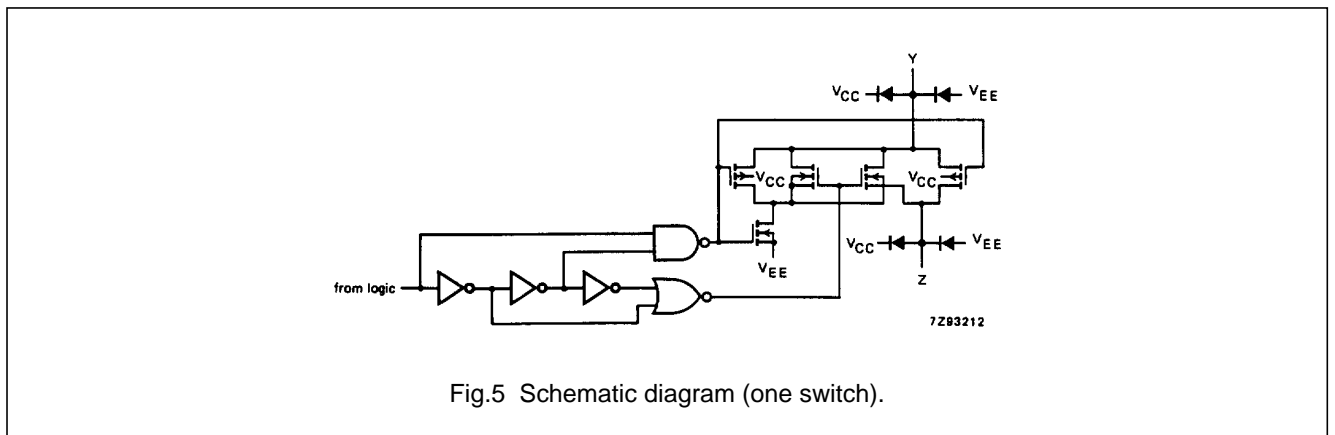 Y
VCC VEE
VCC VCC
VCC VEE
VEE
Z
from logic
7Z93212
Fig.5 Schematic diagram (one switch).